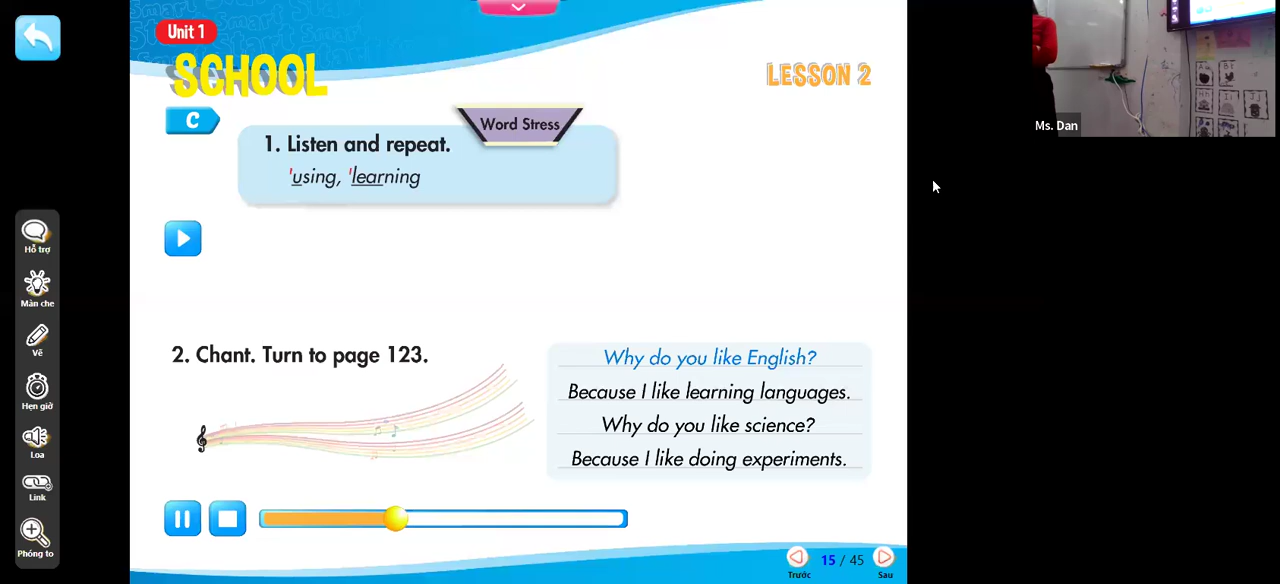 Unit 1
SCHOOL
LESSON 2
C
Word Stress
1. Listen and repeat.
'using, 'learning
Ms. Dan
Hỗ trợ
Màn che
Vẽ
Hẹn giờ
Loa
Link
Phóng to
2. Chant. Turn to page 123.
Why do you like English?
Because I like learning languages.
Why do you like science?
Because I like doing experiments.
15 / 45
Trước
Sau